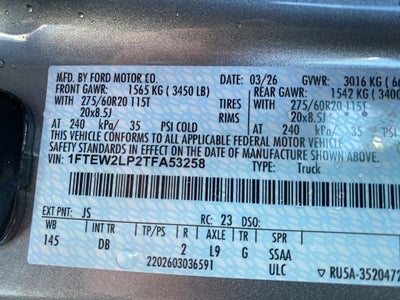 MFD. BY FORD MOTOR CO. 03/26 GVWR: 3016 KG
FRONT GAWR: 1565 KG (3450 LB) REAR GAWR: 1542 KG (3400
WITH 275/60R20 115T WITH 275/60R20 115T
RIMS 20x8.5J RIMS 20x8.5J
AT 240 kPa/ 35 PSI COLD AT 240 kPa/ 35 PSI
THIS VEHICLE CONFORMS TO ALL APPLICABLE FEDERAL MOTOR VEHICLE
SAFETY STANDARDS IN EFFECT ON THE DATE OF MANUFACTURE SHOWN
VIN: 1FTEW2LP2TFA53258 TYPE: Truck
EXT PNT: JS RC: 23 DSO:
WB INT TR TP/PS R AXLE TR SPR
145 DB 2 L9 G SSAA
2202603036591 ULC RU5A-3520472